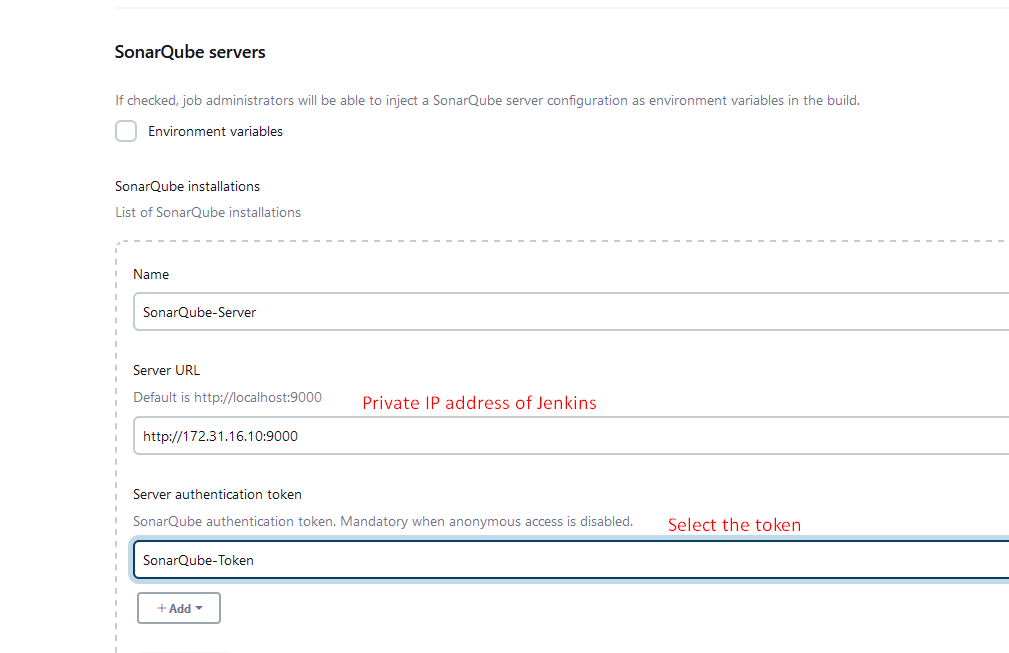 SonarQube servers
If checked, job administrators will be able to inject a SonarQube server configuration as environment variables in the build.
Environment variables
SonarQube installations
List of SonarQube installations
Name
SonarQube-Server
Server URL
Default is http://localhost:9000
Private IP address of Jenkins
http://172.31.16.10:9000
Server authentication token
SonarQube authentication token. Mandatory when anonymous access is disabled.
Select the token
SonarQube-Token
+ Add